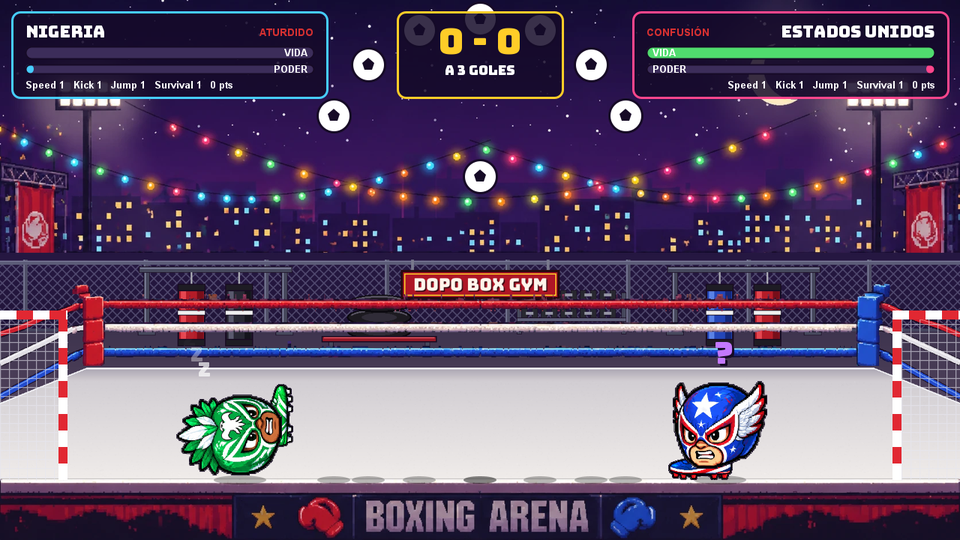 NIGERIA
ATURDIDO
VIDA
PODER
Speed 1 Kick 1 Jump 1 Survival 1 0 pts
0 - 0
A 3 GOLES
CONFUSIÓN
ESTADOS UNIDOS
VIDA
PODER
Speed 1 Kick 1 Jump 1 Survival 1 0 pts
DOPO BOX GYM
z
z
?
BOXING ARENA